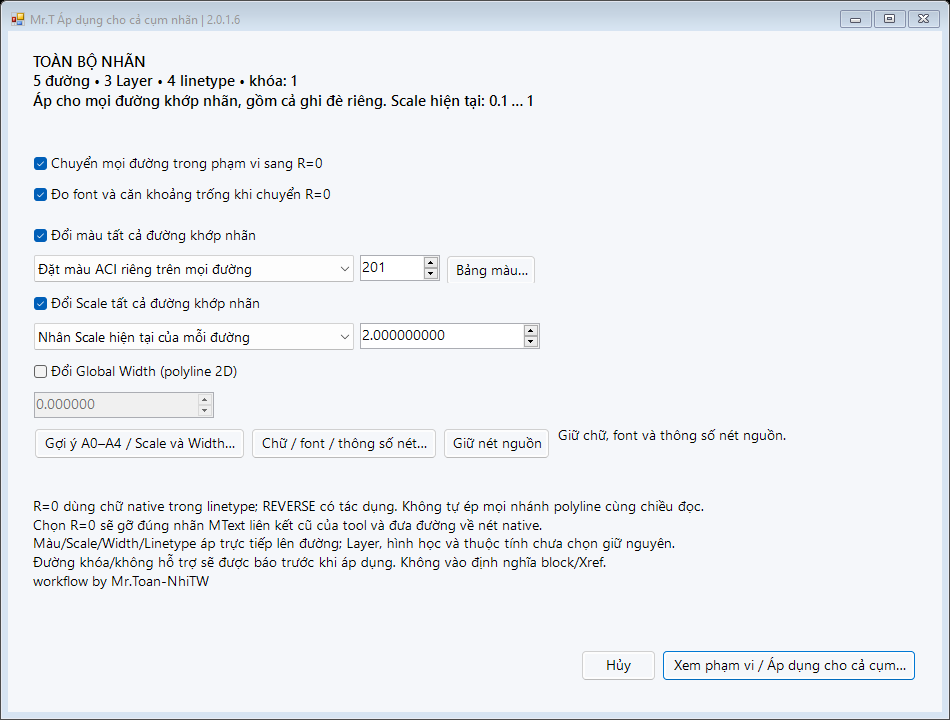 Mr.T Áp dụng cho cả cụm nhãn | 2.0.1.6
TOÀN BỘ NHÃN
5 đường • 3 Layer • 4 linetype • khóa: 1
Áp cho mọi đường khớp nhãn, gồm cả ghi đè riêng. Scale hiện tại: 0.1 ... 1
Chuyển mọi đường trong phạm vi sang R=0
Đo font và căn khoảng trống khi chuyển R=0
Đổi màu tất cả đường khớp nhãn
Đặt màu ACI riêng trên mọi đường 201 Bảng màu...
Đổi Scale tất cả đường khớp nhãn
Nhân Scale hiện tại của mỗi đường 2.000000000
Đổi Global Width (polyline 2D)
0.000000
Gợi ý A0–A4 / Scale và Width... Chữ / font / thông số nét... Giữ nét nguồn Giữ chữ, font và thông số nét nguồn.
R=0 dùng chữ native trong linetype; REVERSE có tác dụng. Không tự ép mọi nhánh polyline cùng chiều đọc.
Chọn R=0 sẽ gỡ đúng nhãn MText liên kết cũ của tool và đưa đường về nét native.
Màu/Scale/Width/Linetype áp trực tiếp lên đường; Layer, hình học và thuộc tính chưa chọn giữ nguyên.
Đường khóa/không hỗ trợ sẽ được báo trước khi áp dụng. Không vào định nghĩa block/Xref.
workflow by Mr.Toan-NhiTW
Hủy Xem phạm vi / Áp dụng cho cả cụm...